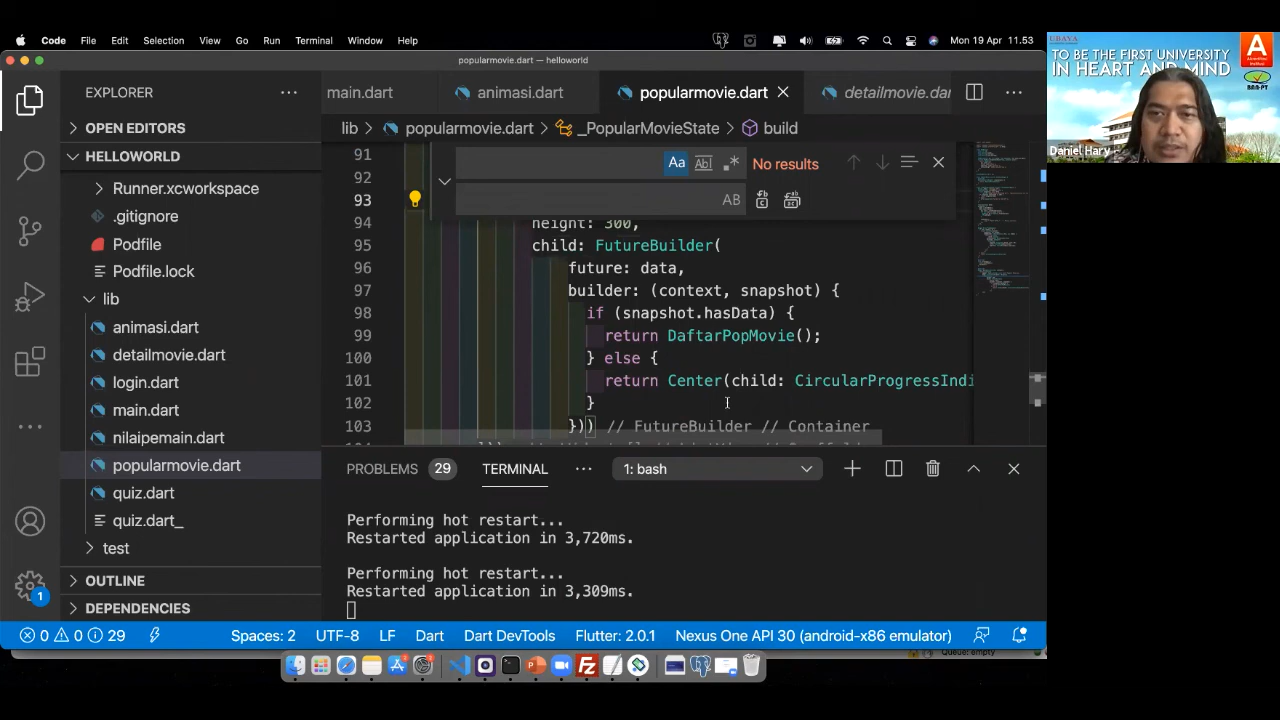 Code File Edit Selection View Go Run Terminal Window Help Mon 19 Apr 11.53
popularmovie.dart — helloworld
EXPLORER
OPEN EDITORS
HELLOWORLD
Runner.xcworkspace
.gitignore
Podfile
Podfile.lock
lib
animasi.dart
detailmovie.dart
login.dart
main.dart
nilaipemain.dart
popularmovie.dart
quiz.dart
quiz.dart_
test
OUTLINE
DEPENDENCIES
main.dart animasi.dart popularmovie.dart detailmovie.dar
lib popularmovie.dart _PopularMovieState build
Aa Ab .* No results
AB
91
92
93
94 height: 300,
95 child: FutureBuilder(
96 future: data,
97 builder: (context, snapshot) {
98 if (snapshot.hasData) {
99 return DaftarPopMovie();
100 } else {
101 return Center(child: CircularProgressIndi
102 }
103 })) // FutureBuilder // Container
PROBLEMS 29 TERMINAL 1: bash
Performing hot restart...
Restarted application in 3,720ms.
Performing hot restart...
Restarted application in 3,309ms.
1
0 0 29 Spaces: 2 UTF-8 LF Dart Dart DevTools Flutter: 2.0.1 Nexus One API 30 (android-x86 emulator)
Queue: empty
UBAYA
TO BE THE FIRST UNIVERSITY
IN HEART AND MIND
A
BAN-PT
Daniel Hary